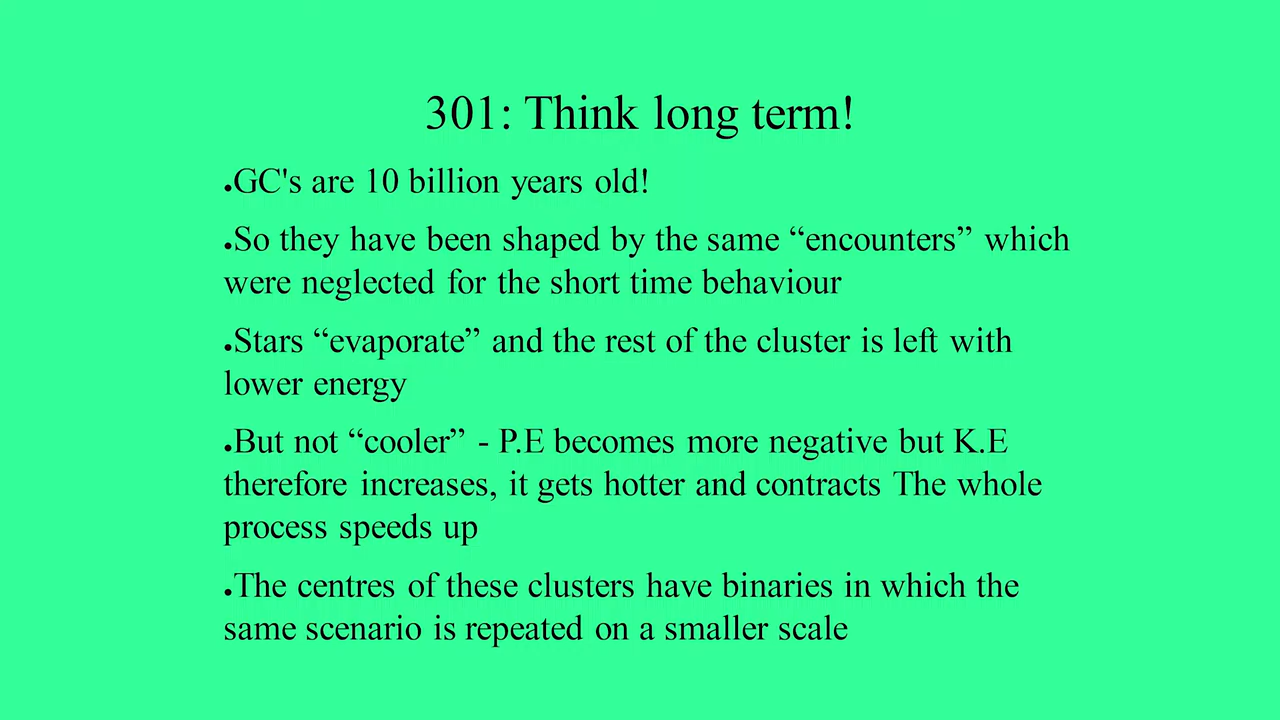 301: Think long term!
●GC's are 10 billion years old!
●So they have been shaped by the same “encounters” which
were neglected for the short time behaviour
●Stars “evaporate” and the rest of the cluster is left with
lower energy
●But not “cooler” - P.E becomes more negative but K.E
therefore increases, it gets hotter and contracts The whole
process speeds up
●The centres of these clusters have binaries in which the
same scenario is repeated on a smaller scale